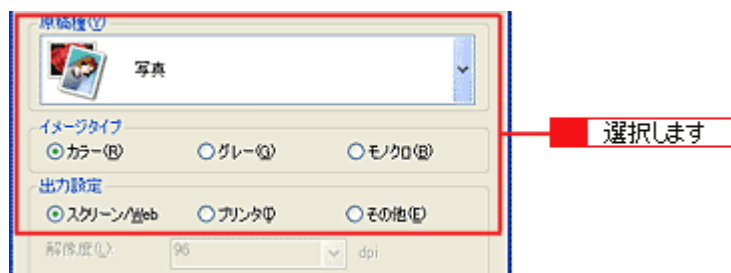 原稿種(Y)
写真
選択します
イメージタイプ
カラー(R) グレー(G) モノクロ(B)
出力設定
スクリーン/Web プリンタ(I) その他(E)
解像度(L): 96 dpi